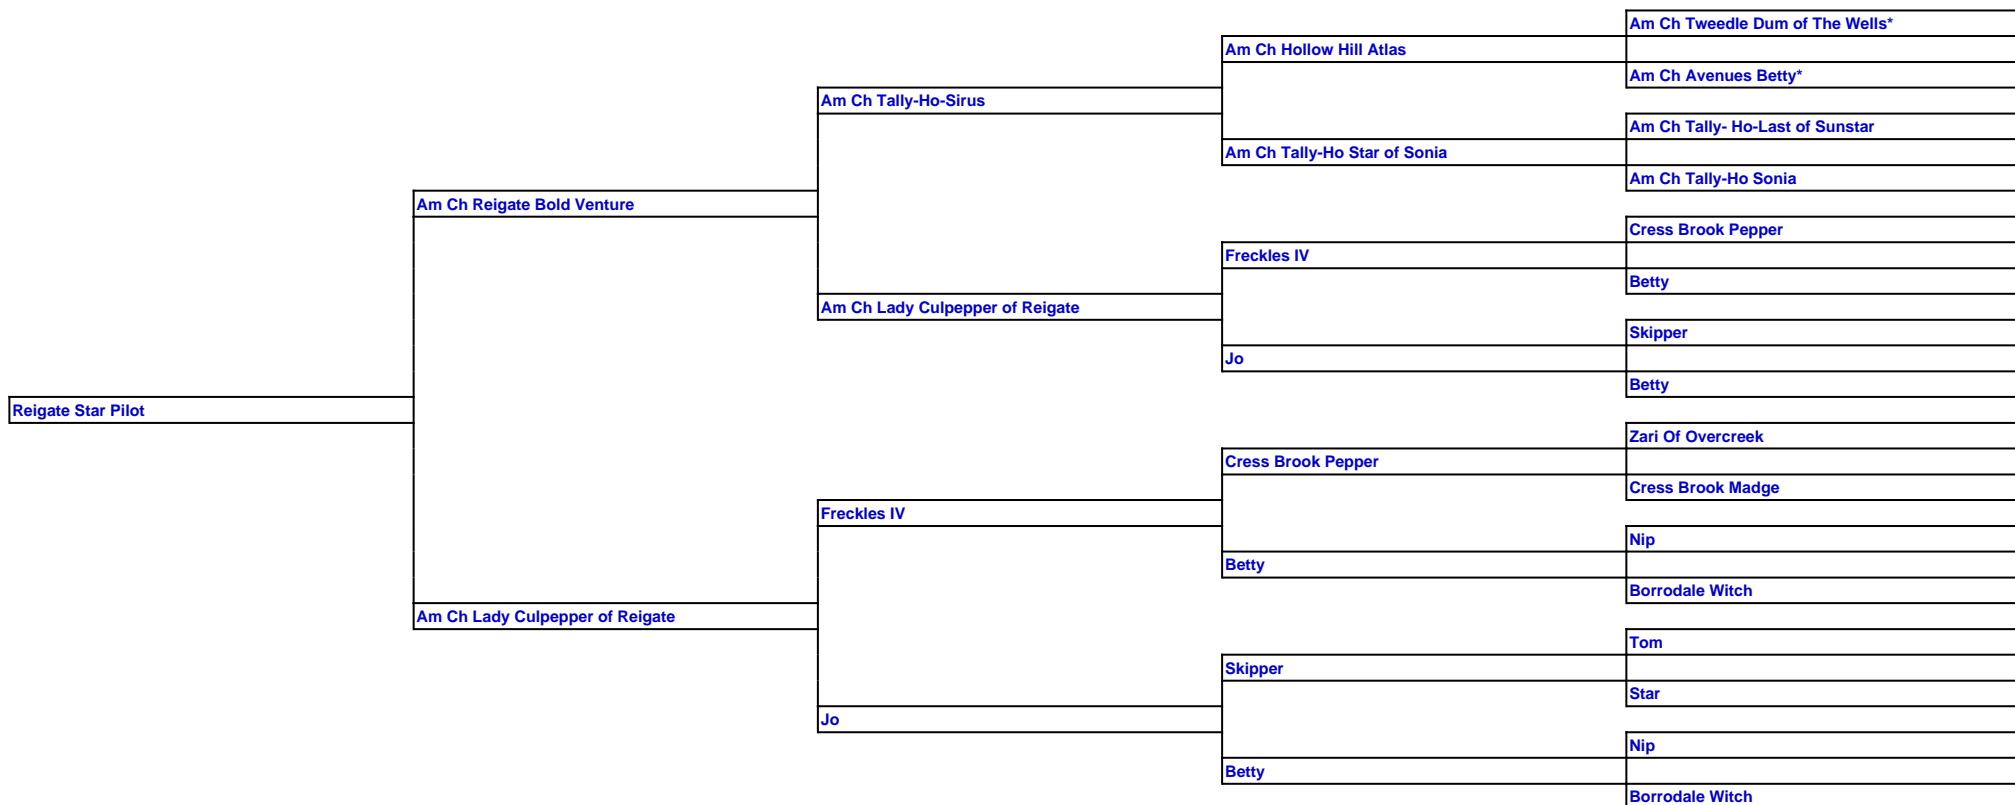 Am Ch Tweedle Dum of The Wells*
Am Ch Hollow Hill Atlas
Am Ch Avenues Betty*
Am Ch Tally-Ho-Sirus
Am Ch Tally- Ho-Last of Sunstar
Am Ch Tally-Ho Star of Sonia
Am Ch Tally-Ho Sonia
Am Ch Reigate Bold Venture
Cress Brook Pepper
Freckles IV
Betty
Am Ch Lady Culpepper of Reigate
Skipper
Jo
Betty
Reigate Star Pilot
Zari Of Overcreek
Cress Brook Pepper
Cress Brook Madge
Freckles IV
Nip
Betty
Borrodale Witch
Am Ch Lady Culpepper of Reigate
Tom
Skipper
Star
Jo
Nip
Betty
Borrodale Witch